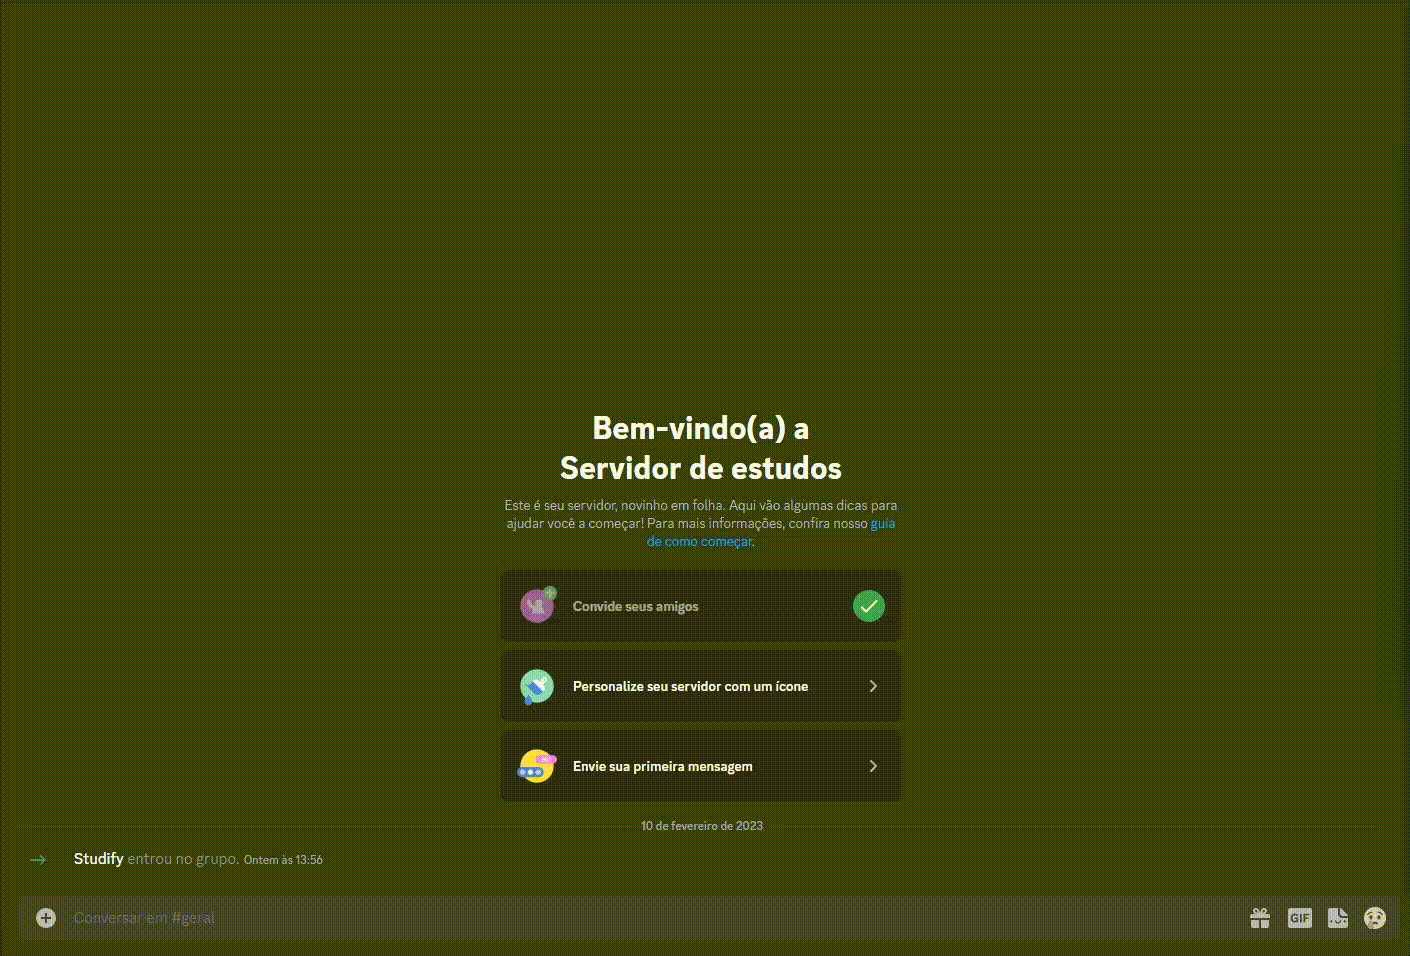 Bem-vindo(a) a
Servidor de estudos
Este é seu servidor, novinho em folha. Aqui vão algumas dicas para
ajudar você a começar! Para mais informações, confira nosso guia
de como começar.
Convide seus amigos
Personalize seu servidor com um ícone
Envie sua primeira mensagem
10 de fevereiro de 2023
Studify entrou no grupo. Ontem às 13:56
Conversar em #geral
GIF